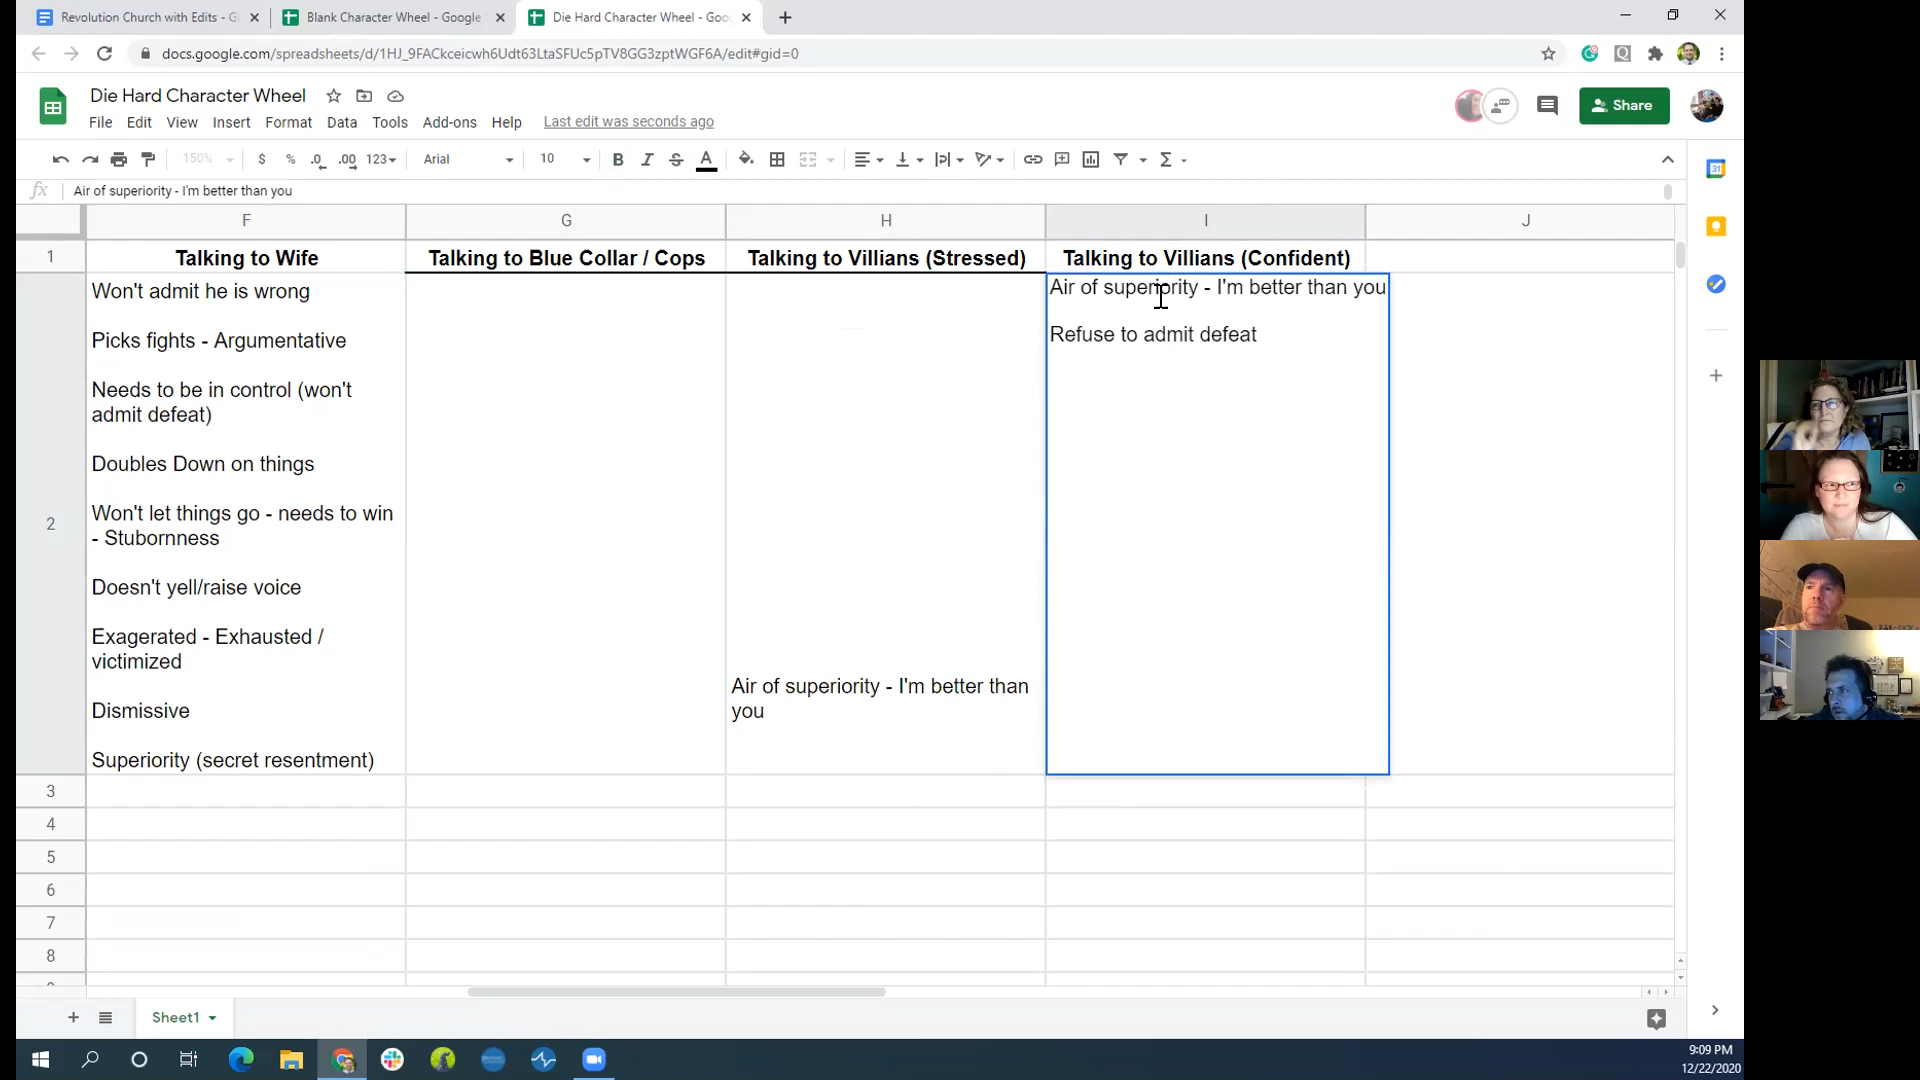 Revolution Church with Edits - G
Blank Character Wheel - Google
Die Hard Character Wheel - Goo
docs.google.com/spreadsheets/d/1HJ_9FACkceicwh6Udt63LtaSFUc5pTV8GG3zptWGF6A/edit#gid=0
Die Hard Character Wheel
File Edit View Insert Format Data Tools Add-ons Help Last edit was seconds ago
Share
150% $ % .0 .00 123 Arial 10 B I S A
fx Air of superiority - I'm better than you
F G H I J
1 Talking to Wife Talking to Blue Collar / Cops Talking to Villians (Stressed) Talking to Villians (Confident)
Won't admit he is wrong
Picks fights - Argumentative
Needs to be in control (won't
admit defeat)
Doubles Down on things
Won't let things go - needs to win
- Stubornness
Doesn't yell/raise voice
Exagerated - Exhausted /
victimized
Dismissive
Superiority (secret resentment)
Air of superiority - I'm better than
you
Air of superiority - I'm better than you
Refuse to admit defeat
2
3
4
5
6
7
8
Sheet1
31
9:09 PM
12/22/2020